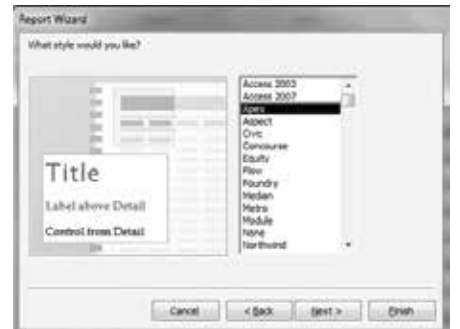 Report Wizard
What style would you like?
Title
Label above Detail
Control from Detail
Access 2003
Access 2007
Apex
Aspect
Civic
Concourse
Equity
Flow
Foundry
Median
Metro
Module
None
Northwind
Cancel
< Back
Next >
Finish